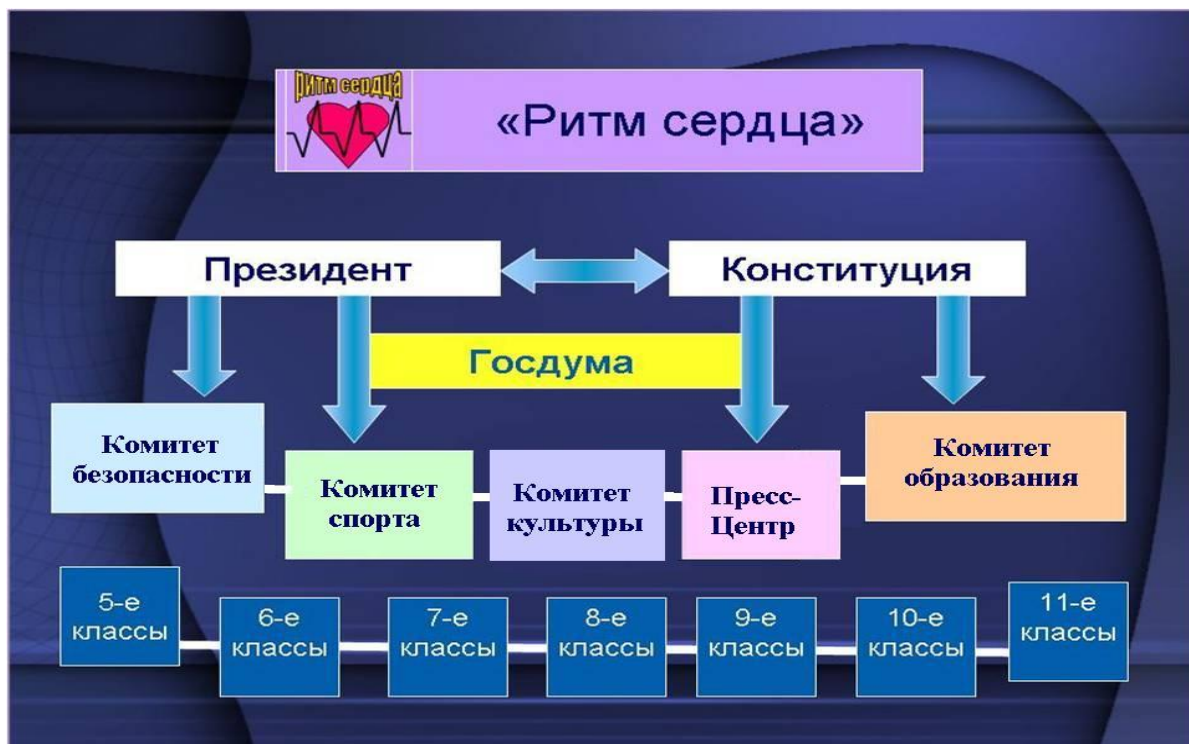 ритм сердца
«Ритм сердца»
Президент
Конституция
Госдума
Комитет
безопасности
Комитет
спорта
Комитет
культуры
Пресс-
Центр
Комитет
образования
5-е
классы
6-е
классы
7-е
классы
8-е
классы
9-е
классы
10-е
классы
11-е
классы